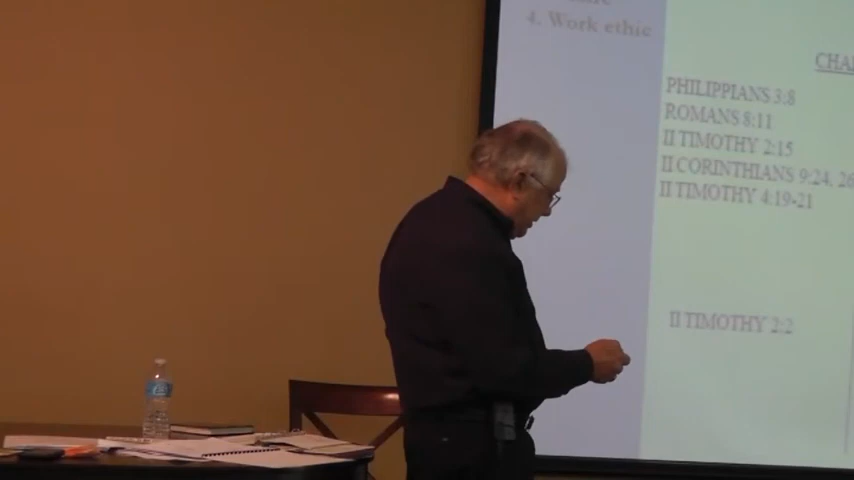 4. Work ethic
PHILIPPIANS 3:8
ROMANS 8:11
II TIMOTHY 2:15
II CORINTHIANS 9:24, 26
II TIMOTHY 4:19-21
II TIMOTHY 2:2